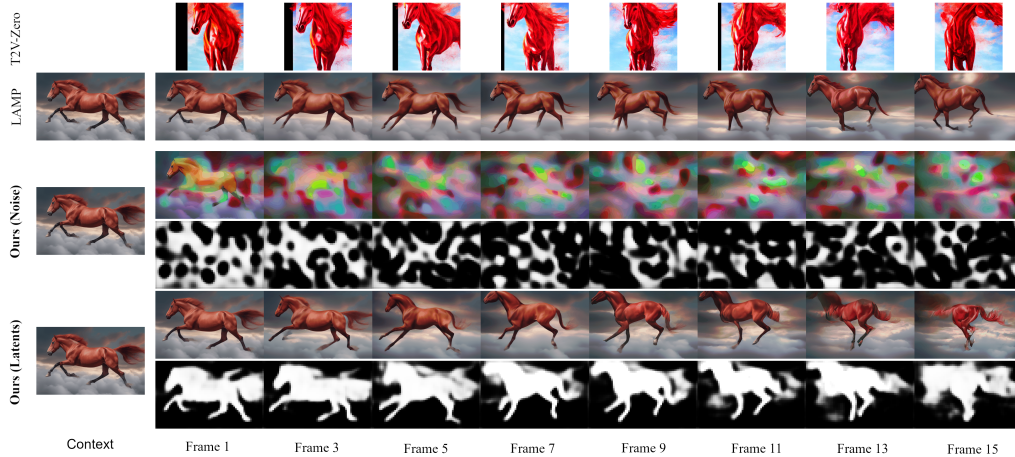 T2V-Zero
LAMP
Ours (Noise)
Ours (Latents)
Context
Frame 1
Frame 3
Frame 5
Frame 7
Frame 9
Frame 11
Frame 13
Frame 15